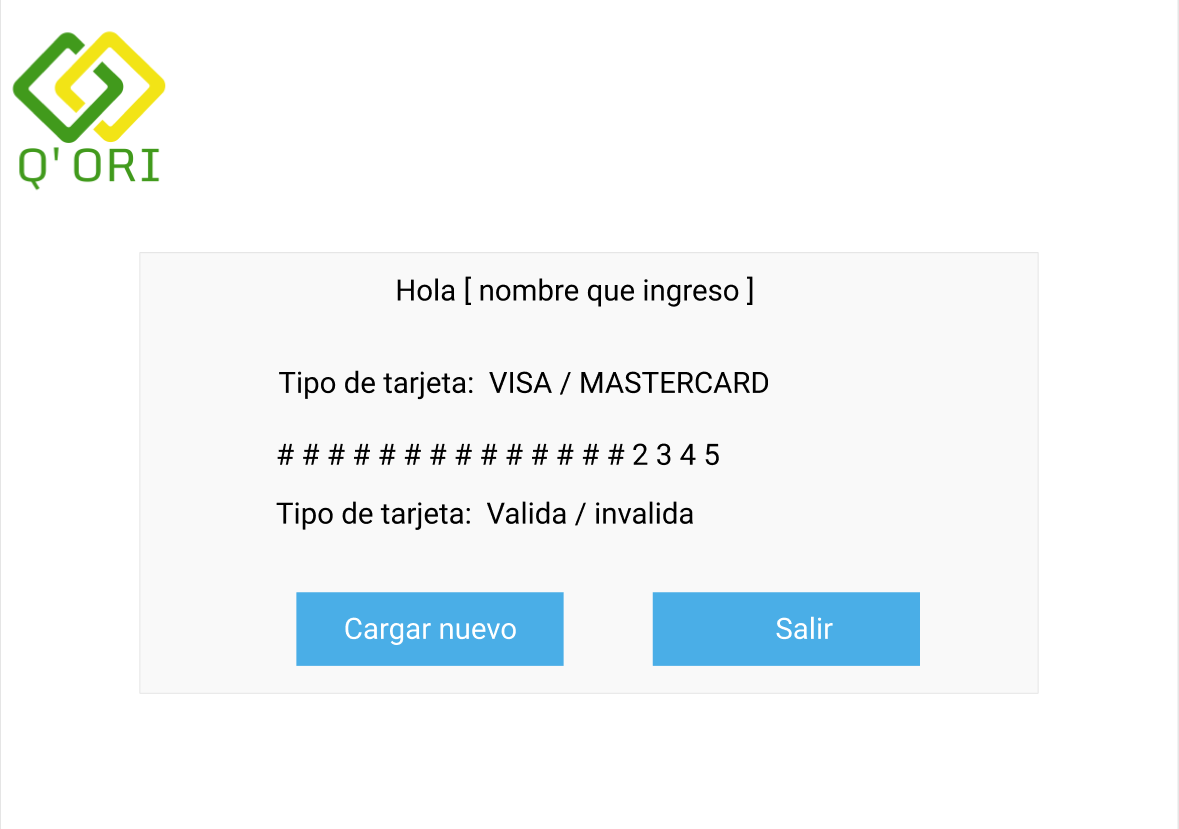 Q'ORI
Hola [ nombre que ingreso ]
Tipo de tarjeta: VISA / MASTERCARD
# # # # # # # # # # # # # # 2 3 4 5
Tipo de tarjeta: Valida / invalida
Cargar nuevo
Salir